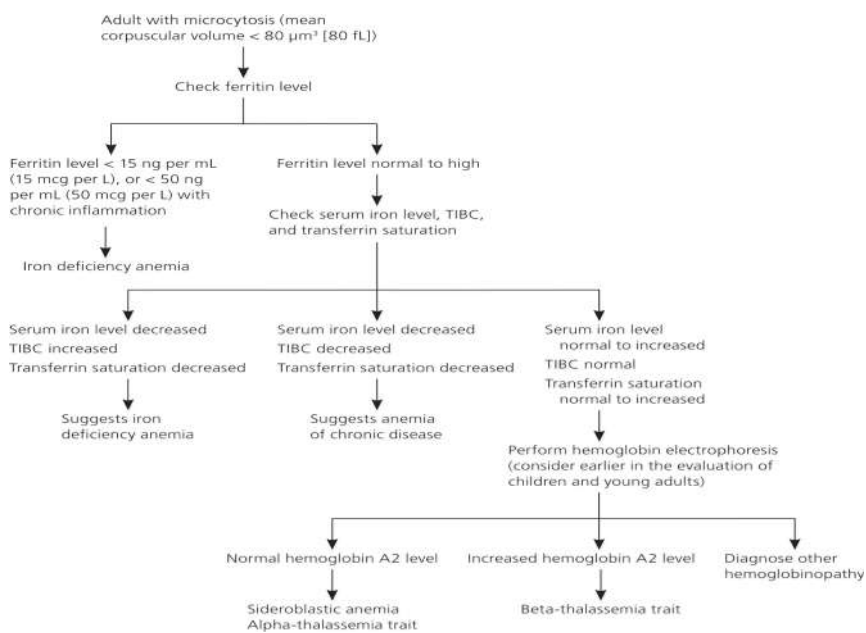 Adult with microcytosis (mean
corpuscular volume < 80 μm³ [80 fL])
Check ferritin level
Ferritin level < 15 ng per mL
(15 mcg per L), or < 50 ng
per mL (50 mcg per L) with
chronic inflammation
Iron deficiency anemia
Ferritin level normal to high
Check serum iron level, TIBC,
and transferrin saturation
Serum iron level decreased
TIBC increased
Transferrin saturation decreased
Suggests iron
deficiency anemia
Serum iron level decreased
TIBC decreased
Transferrin saturation decreased
Suggests anemia
of chronic disease
Serum iron level
normal to increased
TIBC normal
Transferrin saturation
normal to increased
Perform hemoglobin electrophoresis
(consider earlier in the evaluation of
children and young adults)
Normal hemoglobin A2 level
Sideroblastic anemia
Alpha-thalassemia trait
Increased hemoglobin A2 level
Beta-thalassemia trait
Diagnose other
hemoglobinopathy